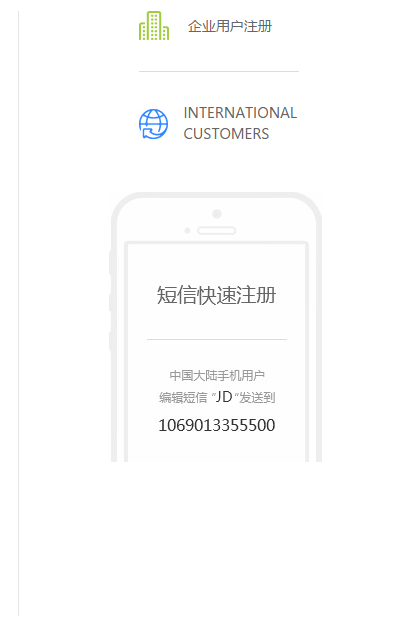 企业用户注册
INTERNATIONAL
CUSTOMERS
短信快速注册
中国大陆手机用户
编辑短信 “JD”发送到
1069013355500